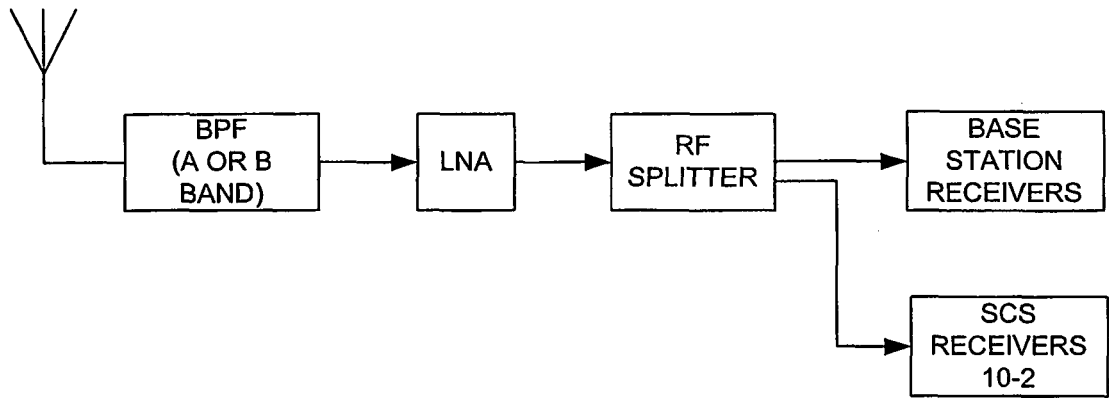 BPF
(A OR B
BAND)
LNA
RF
SPLITTER
BASE
STATION
RECEIVERS
SCS
RECEIVERS
10-2